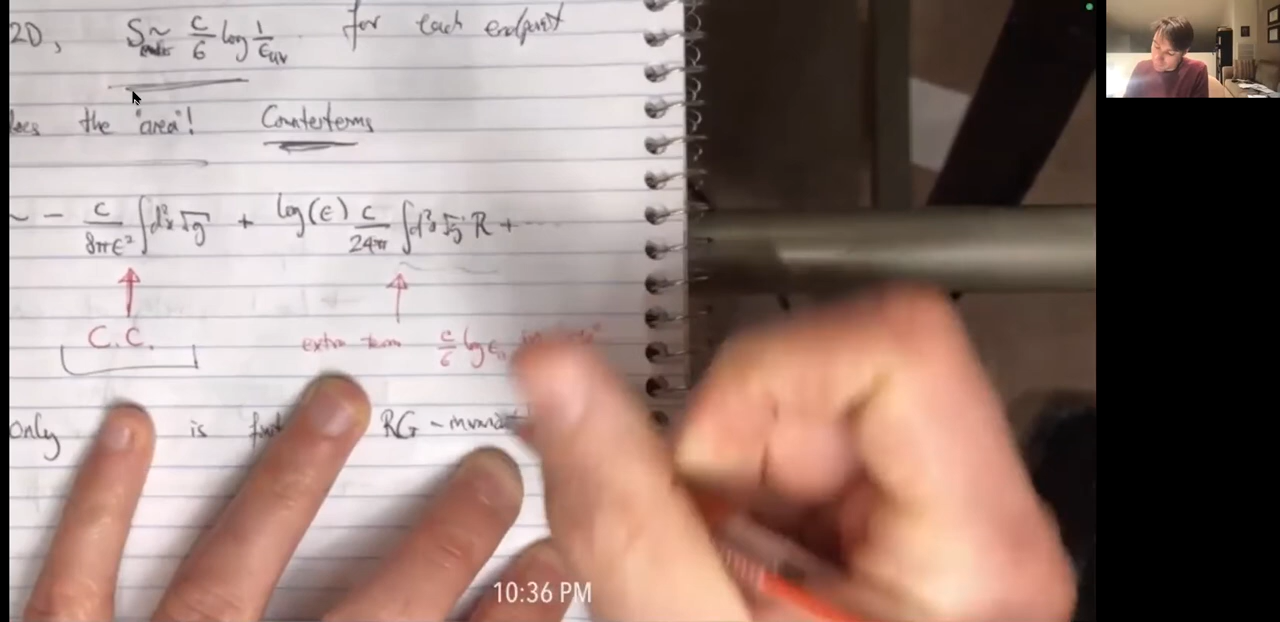 2D, S ~ c/6 log 1/ϵ_UV for each endpoint
the "area"! Counterterms
~ - c/8πϵ² ∫d²x√g + log(ϵ) c/24π ∫d²x√g R + ...
C.C.
extra term c/6 log ϵ
only is RG-
10:36 PM